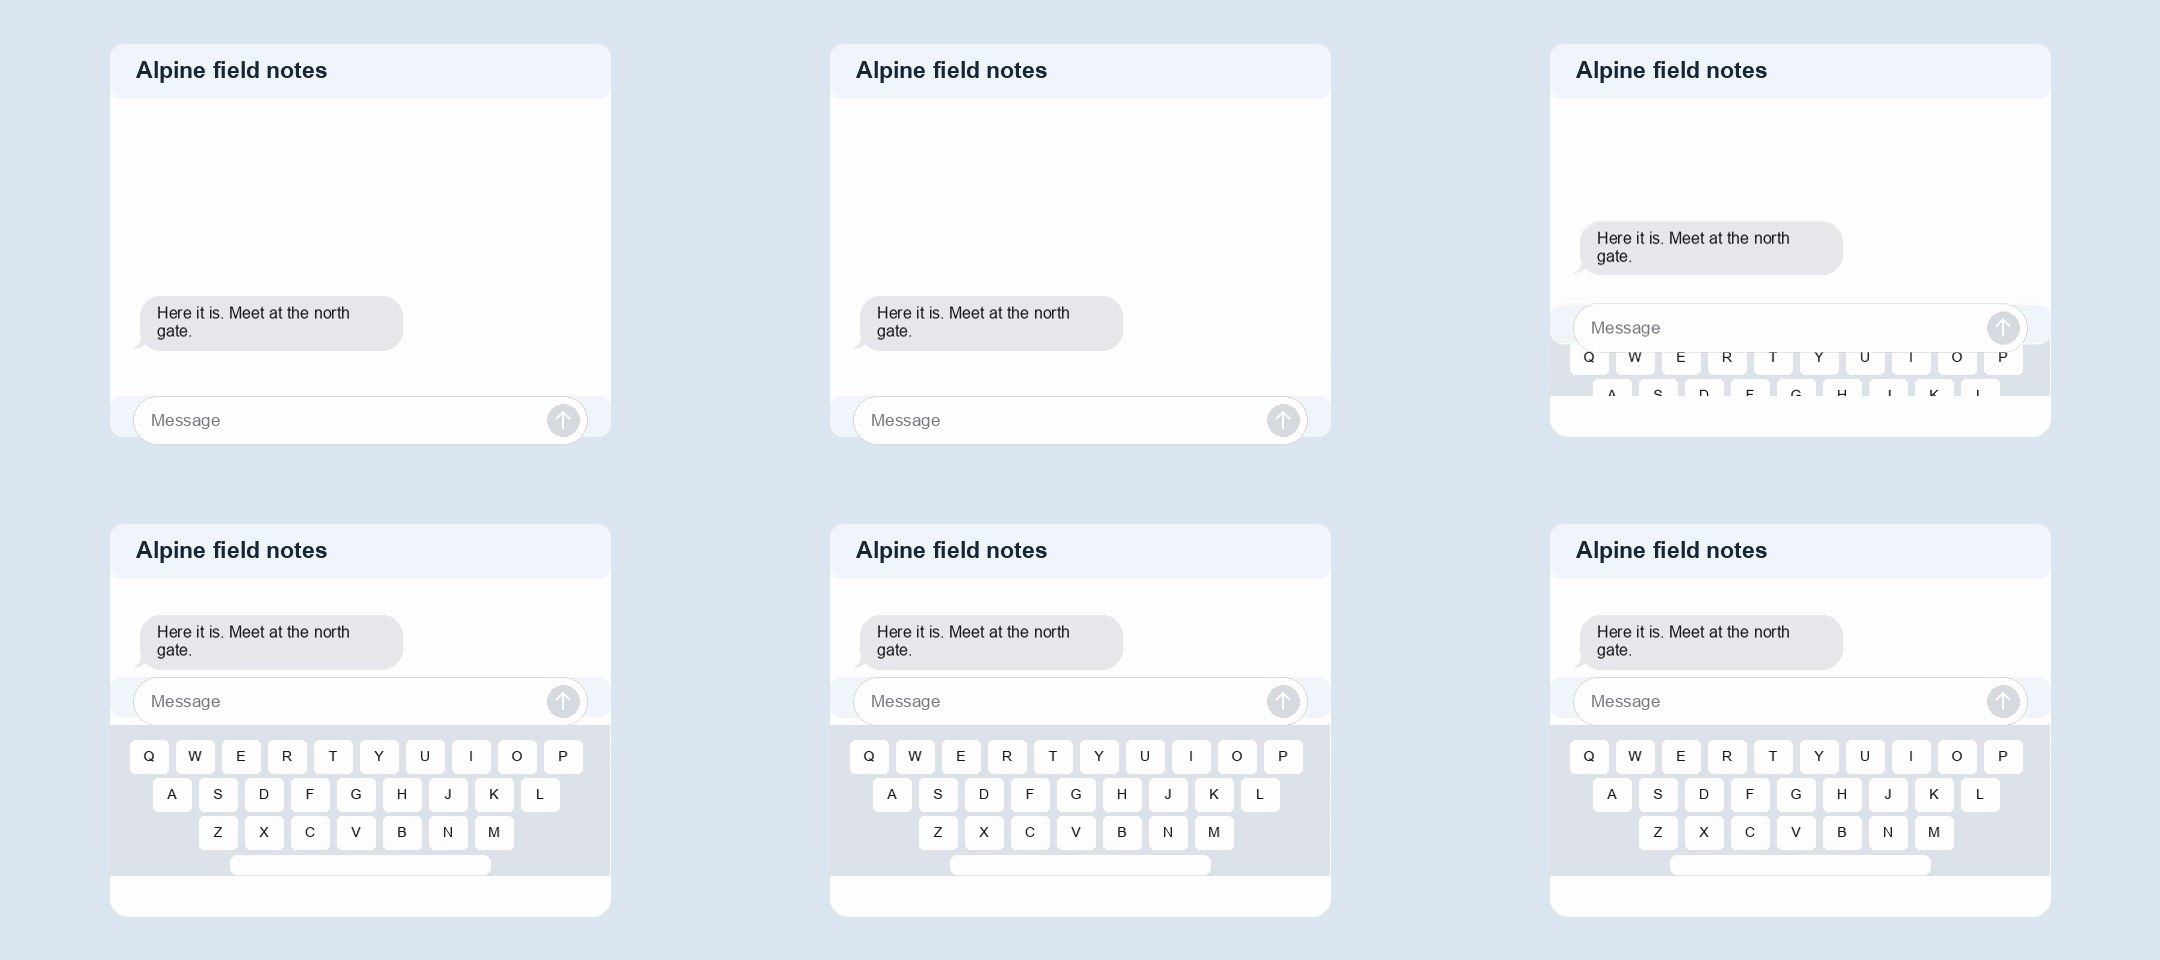 Alpine field notes
Here it is. Meet at the north
gate.
Message
Alpine field notes
Here it is. Meet at the north
gate.
Message
Alpine field notes
Here it is. Meet at the north
gate.
Message
Q W E R T Y U I O P
A S D F G H J K L
Alpine field notes
Here it is. Meet at the north
gate.
Message
Q W E R T Y U I O P
A S D F G H J K L
Z X C V B N M
Alpine field notes
Here it is. Meet at the north
gate.
Message
Q W E R T Y U I O P
A S D F G H J K L
Z X C V B N M
Alpine field notes
Here it is. Meet at the north
gate.
Message
Q W E R T Y U I O P
A S D F G H J K L
Z X C V B N M